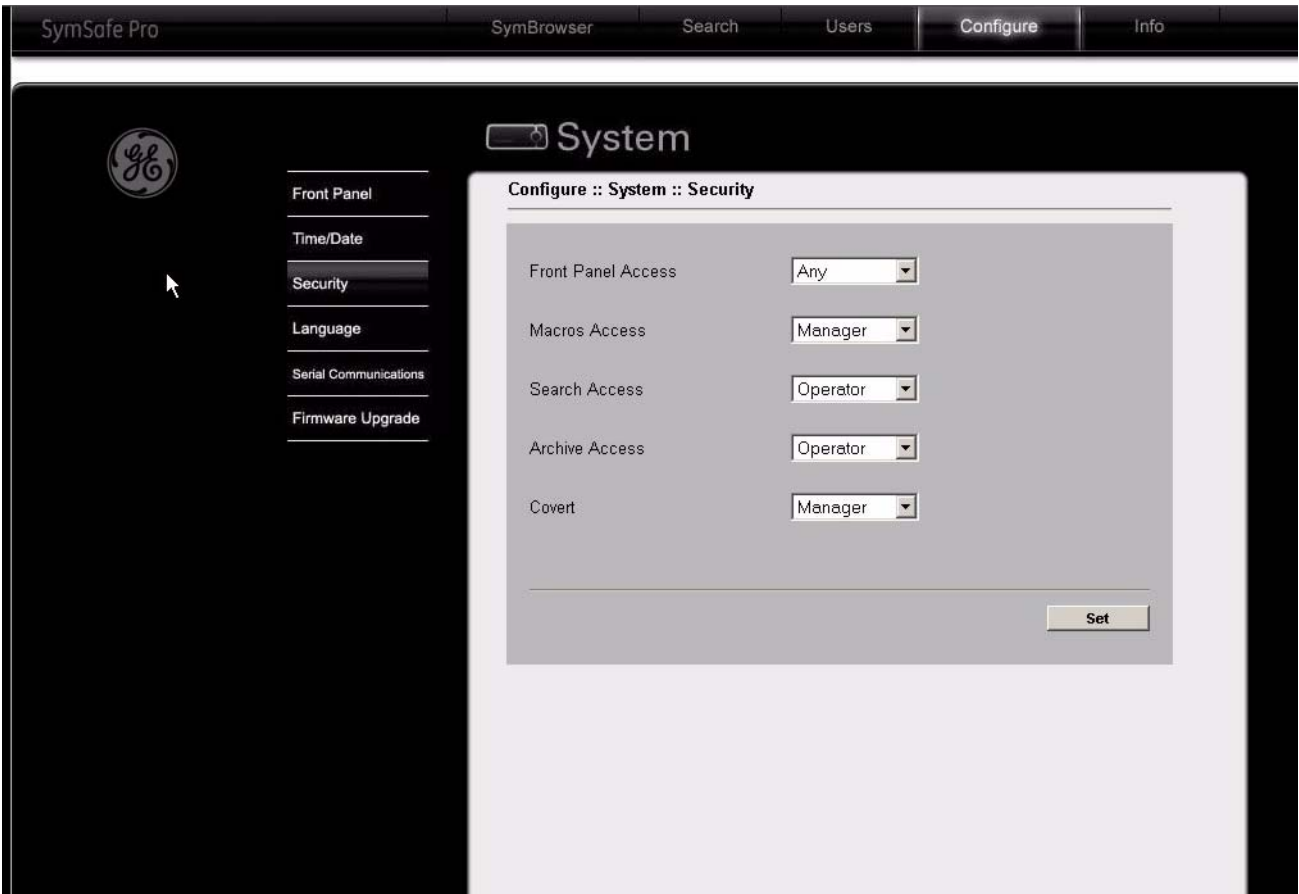 SymSafe Pro
SymBrowser Search Users Configure Info
GE
System
Front Panel
Time/Date
Security
Language
Serial Communications
Firmware Upgrade
Configure :: System :: Security
Front Panel Access Any
Macros Access Manager
Search Access Operator
Archive Access Operator
Covert Manager
Set